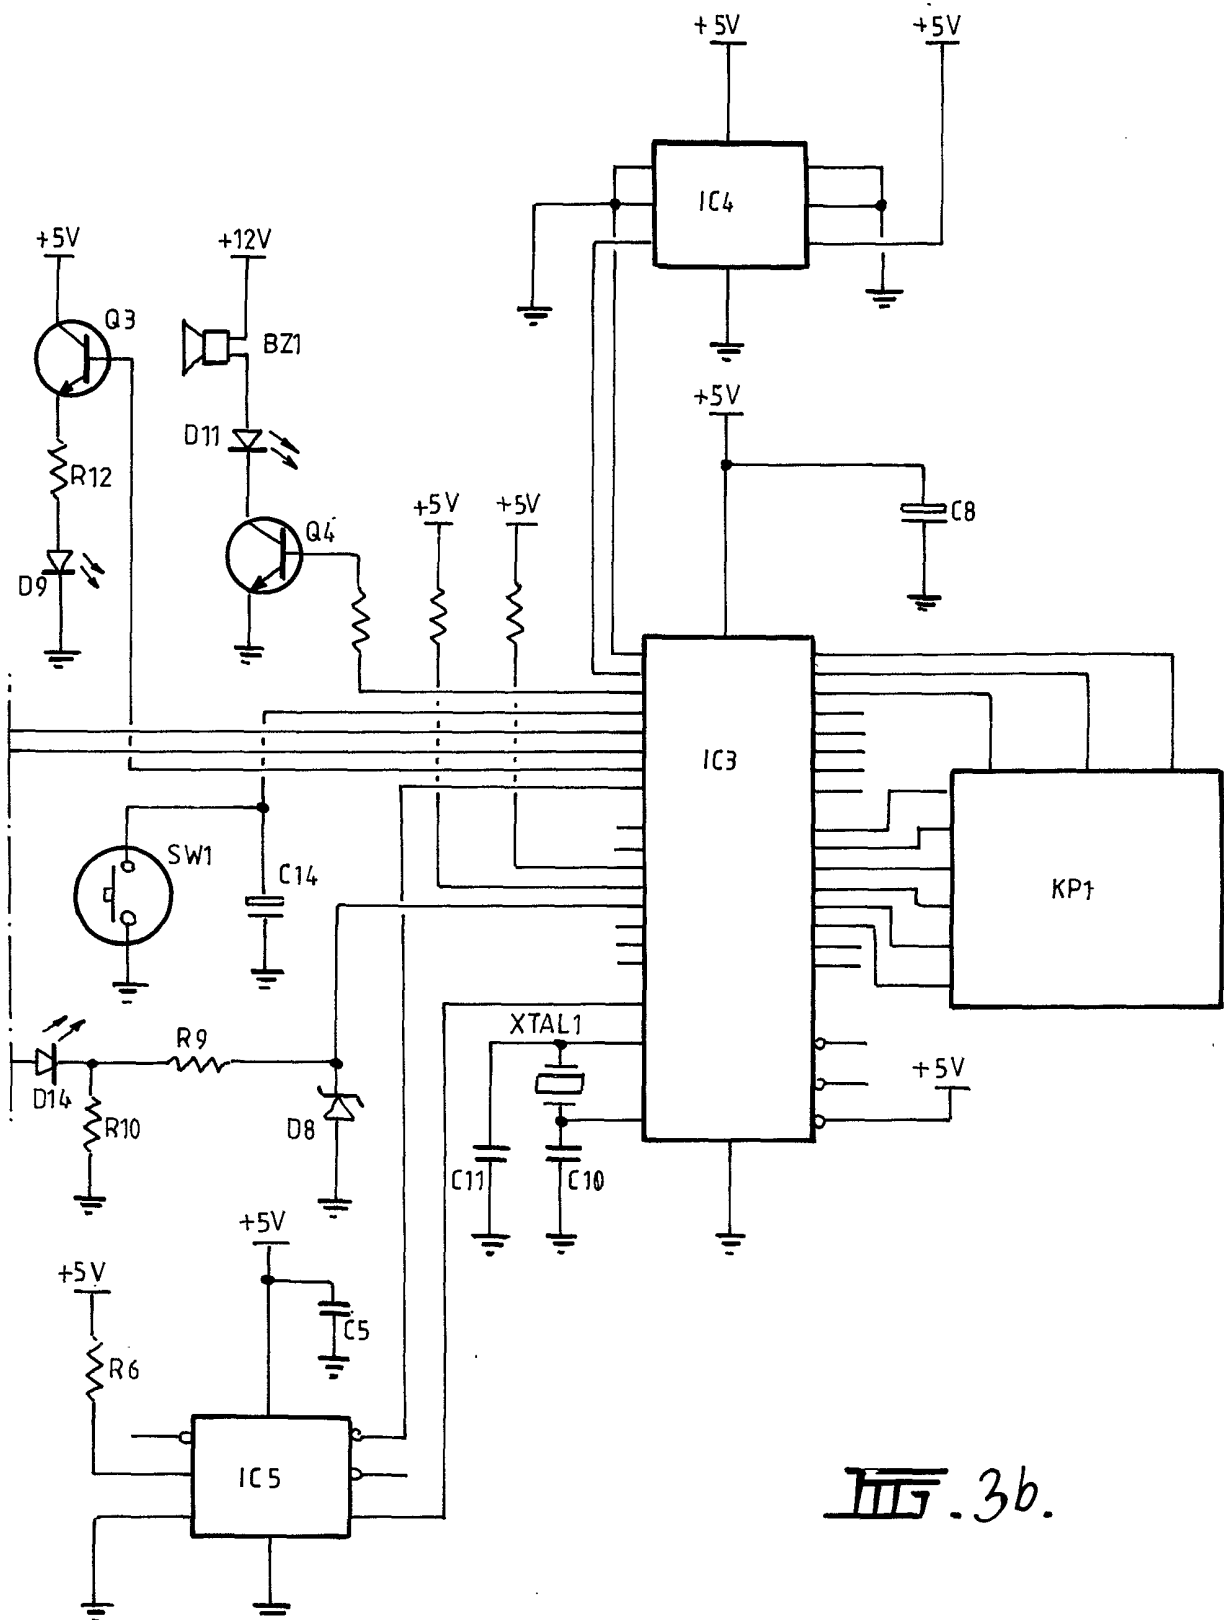 +5V
+5V
IC4
+5V
+12V
Q3
BZ1
+5V
D11
R12
+5V
+5V
C8
Q4
D9
IC3
SW1
C14
KP1
XTAL1
R9
+5V
D14
R10
D8
C11
C10
+5V
+5V
C5
R6
IC5
FIG. 3b.